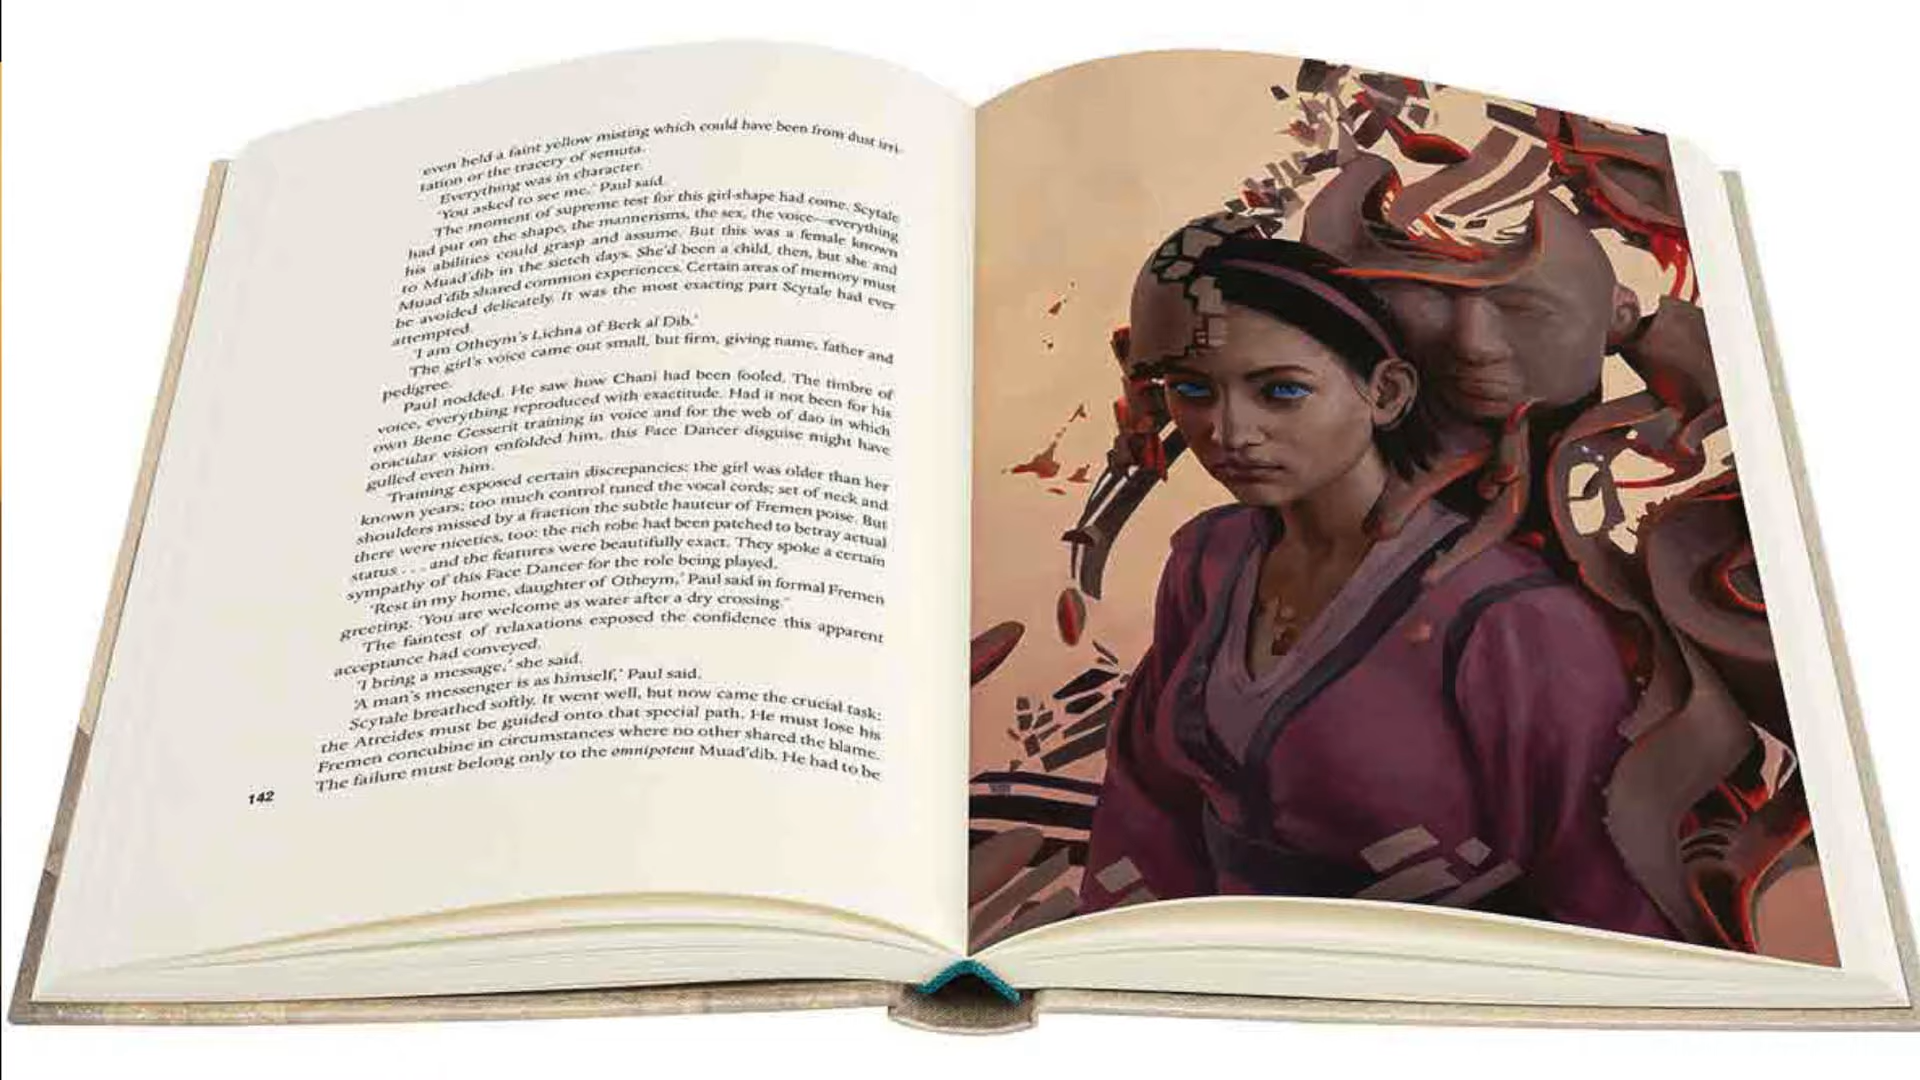 even held a faint yellow misting which could have been from dust irri-
tation or the tracery of semuta.
'Everything was in character.
'You asked to see me,' Paul said.
The moment of supreme test for this girl-shape had come. Scytale
had put on the shape, the mannerisms, the sex, the voice—everything
his abilities could grasp and assume. But this was a female known
to Muad'dib in the sietch days. She'd been a child, then, but she and
Muad'dib shared common experiences. Certain areas of memory must
be avoided delicately. It was the most exacting part Scytale had ever
attempted.
'I am Otheym's Lichna of Berk al Dib.'
The girl's voice came out small, but firm, giving name, father and
pedigree.
Paul nodded. He saw how Chani had been fooled. The timbre of
voice, everything reproduced with exactitude. Had it not been for his
own Bene Gesserit training in voice and for the web of dao in which
oracular vision enfolded him, this Face Dancer disguise might have
gulled even him.
Training exposed certain discrepancies: the girl was older than her
known years; too much control tuned the vocal cords; set of neck and
shoulders missed by a fraction the subtle hauteur of Fremen poise. But
there were niceties, too: the rich robe had been patched to betray actual
status . . . and the features were beautifully exact. They spoke a certain
sympathy of this Face Dancer for the role being played.
'Rest in my home, daughter of Otheym,' Paul said in formal Fremen
greeting. 'You are welcome as water after a dry crossing.'
The faintest of relaxations exposed the confidence this apparent
acceptance had conveyed.
'I bring a message,' she said.
'A man's messenger is as himself,' Paul said.
Scytale breathed softly. It went well, but now came the crucial task:
the Atreides must be guided onto that special path. He must lose his
Fremen concubine in circumstances where no other shared the blame.
The failure must belong only to the omnipotent Muad'dib. He had to be
142